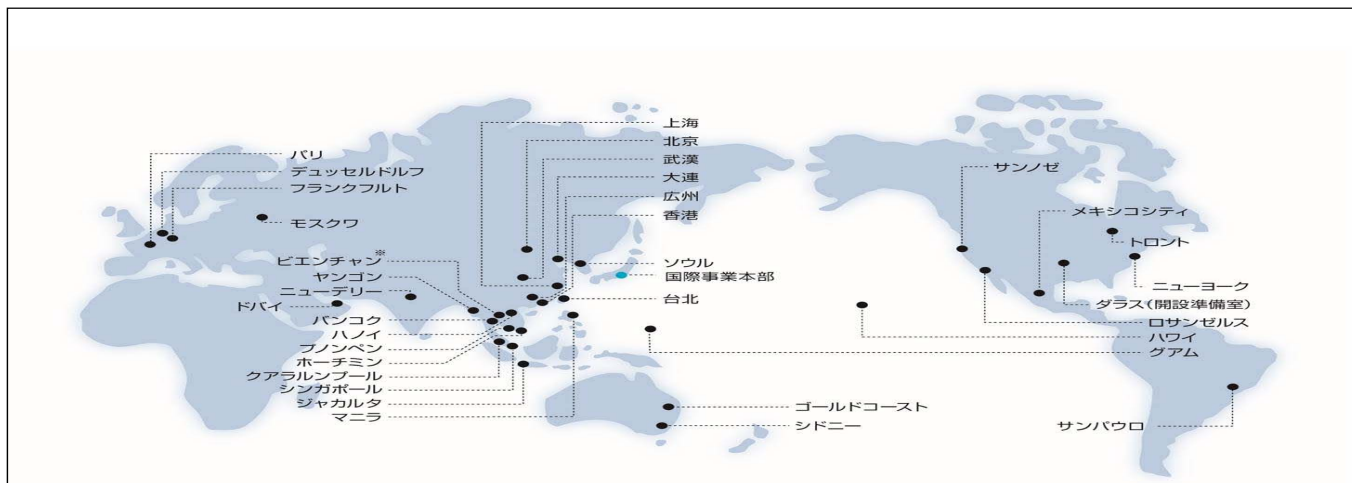 パリ
デュッセルドルフ
フランクフルト
モスクワ
ビエンチャン※
ヤンゴン
ニューデリー
ドバイ
バンコク
ハノイ
プノンペン
ホーチミン
クアラルンプール
シンガポール
ジャカルタ
マニラ
上海
北京
武漢
大連
広州
香港
ソウル
国際事業本部
台北
ゴールドコースト
シドニー
サンノゼ
メキシコシティ
トロント
ニューヨーク
ダラス(開設準備室)
ロサンゼルス
ハワイ
グアム
サンパウロ